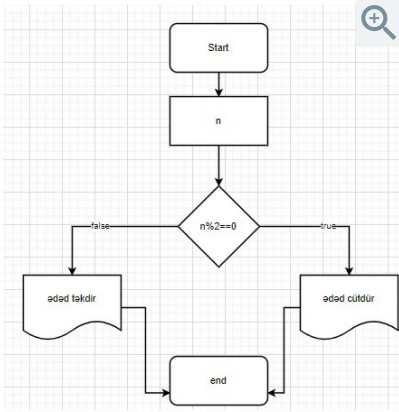 Start
n
n%2==0
false
true
ədəd təkdir
ədəd cütdür
end